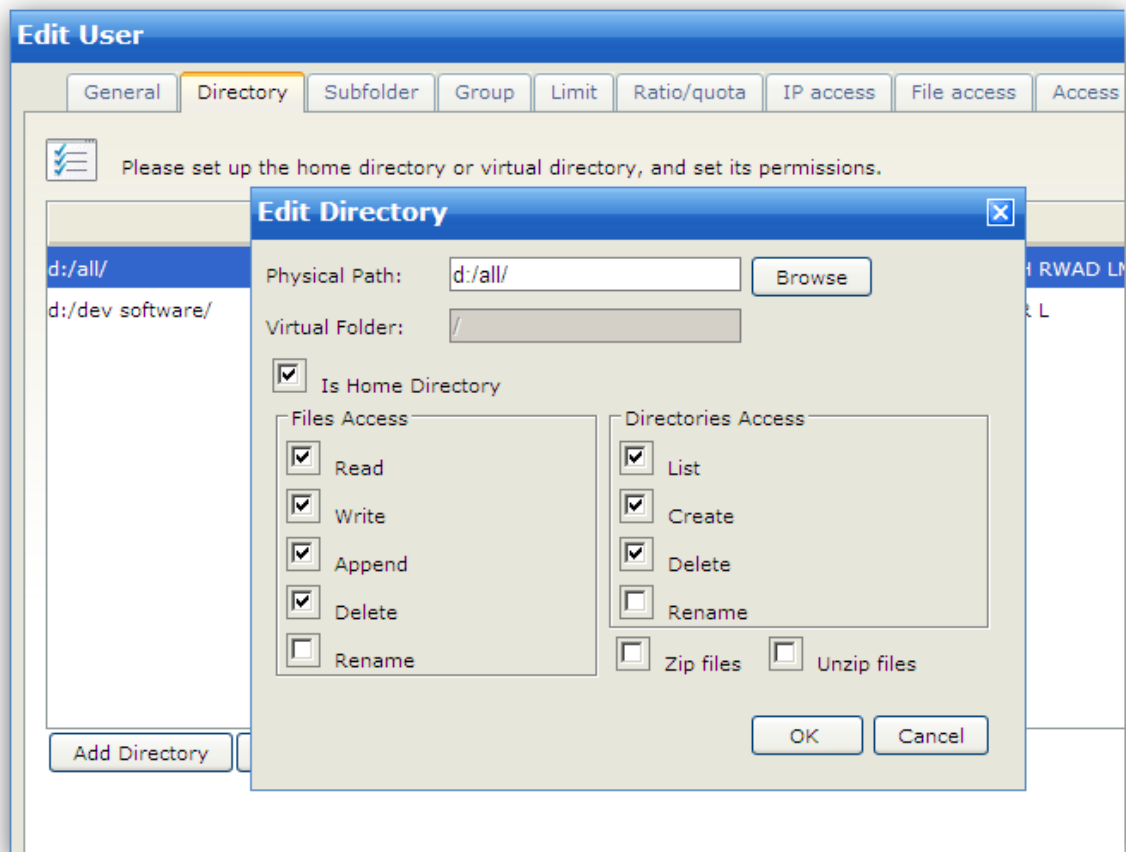 Edit User
General Directory Subfolder Group Limit Ratio/quota IP access File access Access
Please set up the home directory or virtual directory, and set its permissions.
Edit Directory
d:/all/ H RWAD LM
d:/dev software/ R L
Physical Path: d:/all/ Browse
Virtual Folder: /
Is Home Directory
Files Access
Read
Write
Append
Delete
Rename
Directories Access
List
Create
Delete
Rename
Zip files Unzip files
OK Cancel
Add Directory